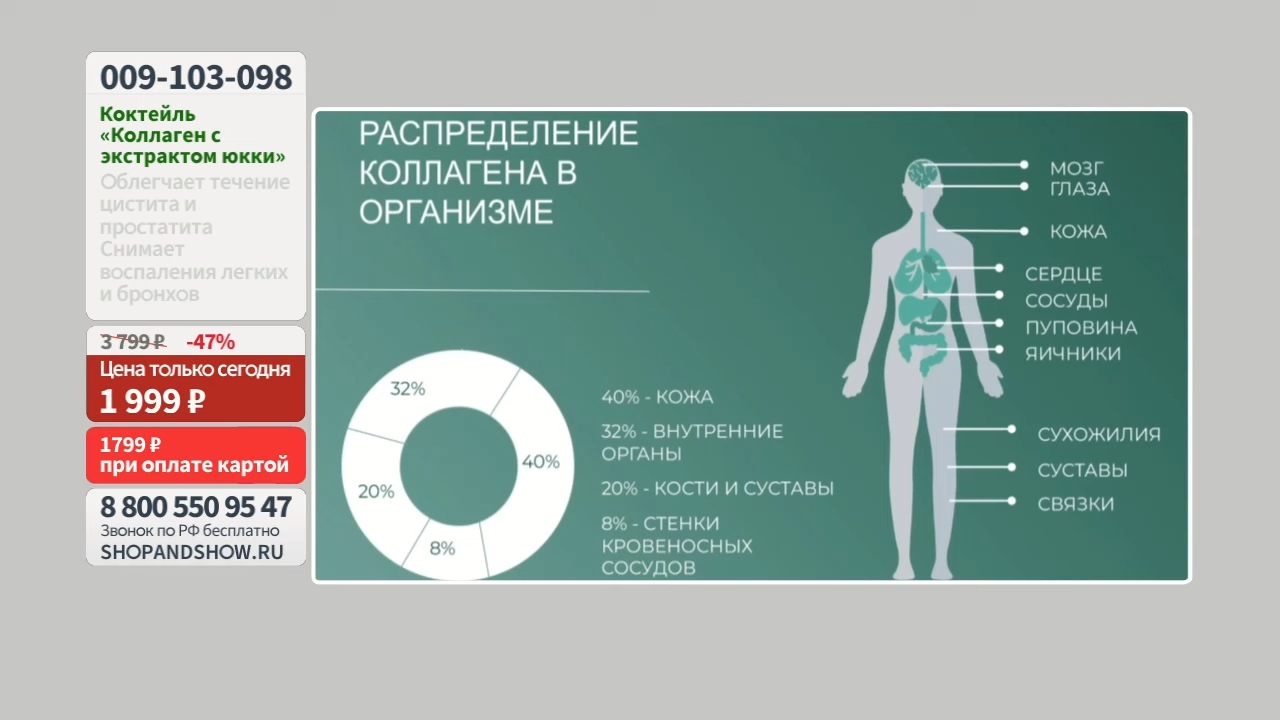 009-103-098
Коктейль
«Коллаген с
экстрактом юкки»
Облегчает течение
цистита и
простатита
Снимает
воспаления легких
и бронхов
3 799 ₽ -47%
Цена только сегодня
1 999 ₽
1799 ₽
при оплате картой
8 800 550 95 47
Звонок по РФ бесплатно
SHOPANDSHOW.RU
РАСПРЕДЕЛЕНИЕ
КОЛЛАГЕНА В
ОРГАНИЗМЕ
32%
40%
20%
8%
40% - КОЖА
32% - ВНУТРЕННИЕ
ОРГАНЫ
20% - КОСТИ И СУСТАВЫ
8% - СТЕНКИ
КРОВЕНОСНЫХ
СОСУДОВ
МОЗГ
ГЛАЗА
КОЖА
СЕРДЦЕ
СОСУДЫ
ПУПОВИНА
ЯИЧНИКИ
СУХОЖИЛИЯ
СУСТАВЫ
СВЯЗКИ